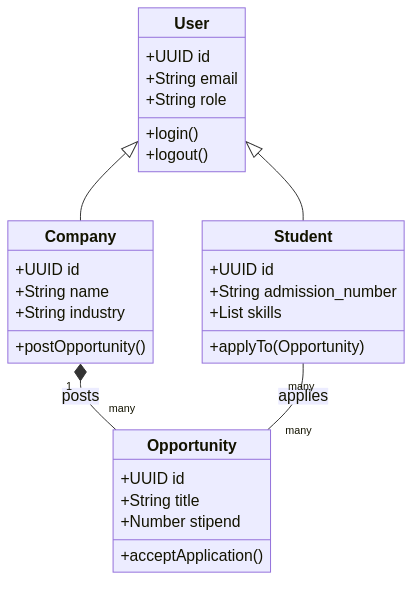 User
+UUID id
+String email
+String role
+login()
+logout()
Company
+UUID id
+String name
+String industry
+postOpportunity()
Student
+UUID id
+String admission_number
+List skills
+applyTo(Opportunity)
1
posts
many
many
applies
many
Opportunity
+UUID id
+String title
+Number stipend
+acceptApplication()